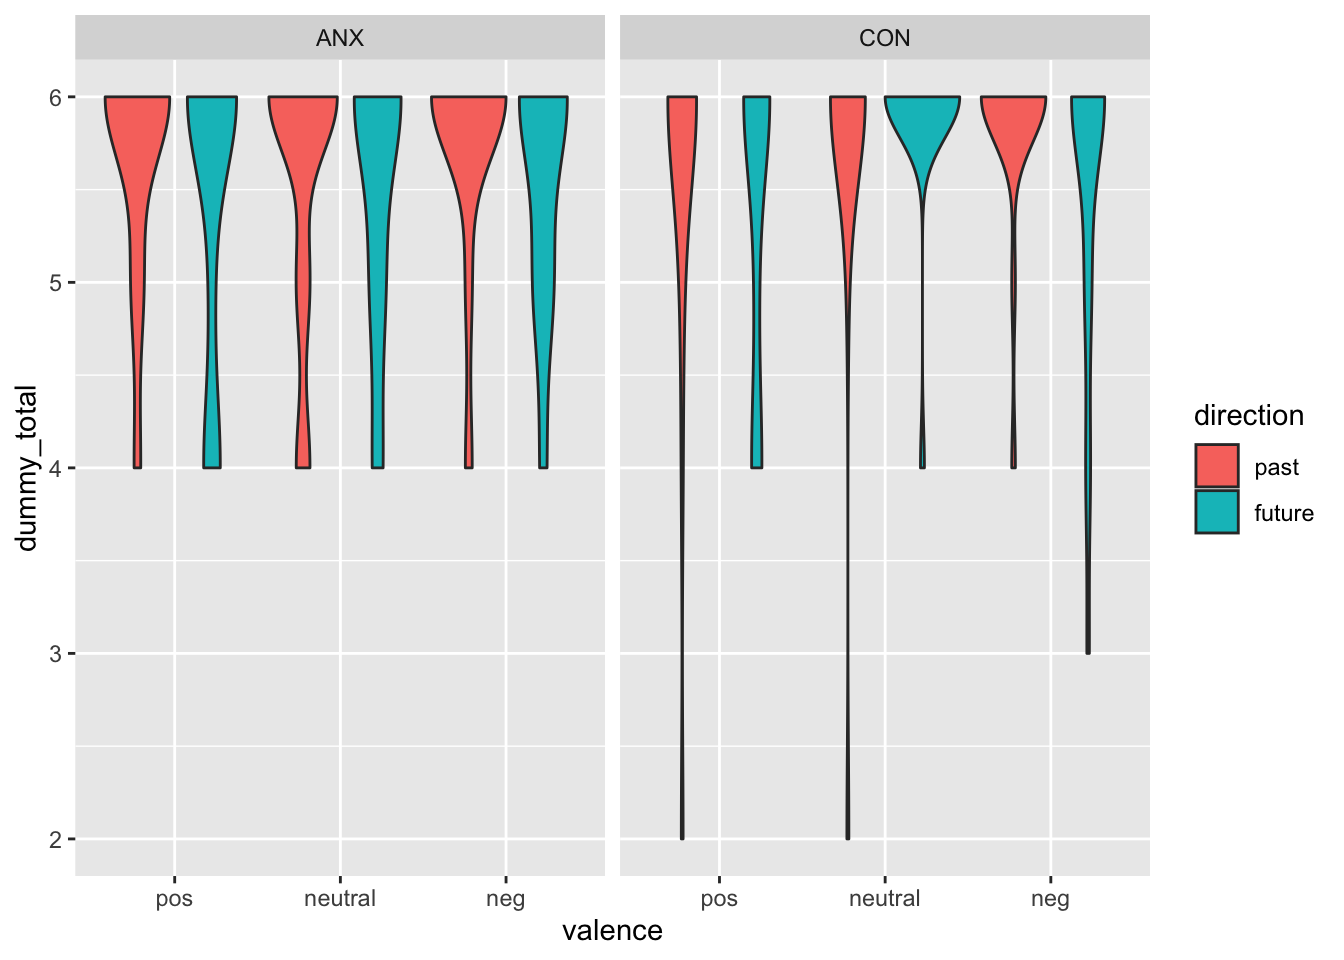 ANX
CON
6
5
4
3
2
dummy_total
pos
neutral
neg
pos
neutral
neg
valence
direction
past
future